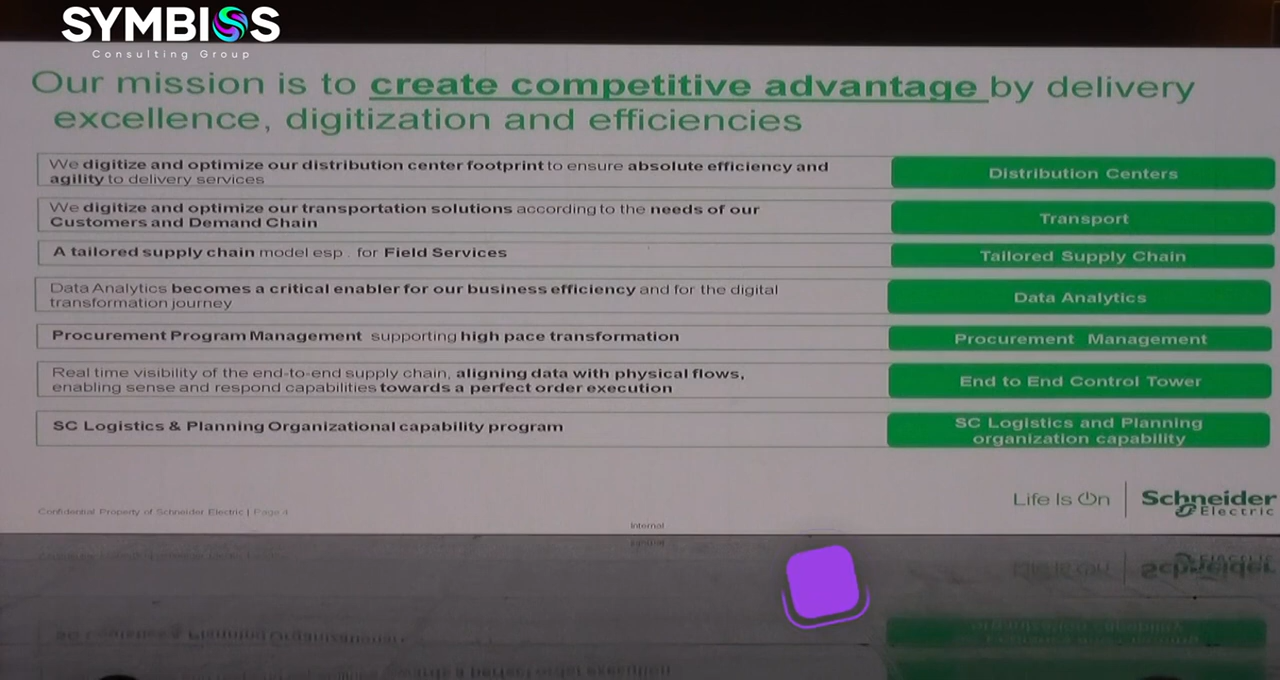 SYMBIOS
Consulting Group
Our mission is to create competitive advantage by delivery
excellence, digitization and efficiencies
We digitize and optimize our distribution center footprint to ensure absolute efficiency and
agility to delivery services
Distribution Centers
We digitize and optimize our transportation solutions according to the needs of our
Customers and Demand Chain
Transport
A tailored supply chain model esp . for Field Services
Tailored Supply Chain
Data Analytics becomes a critical enabler for our business efficiency and for the digital
transformation journey
Data Analytics
Procurement Program Management supporting high pace transformation
Procurement Management
Real time visibility of the end-to-end supply chain, aligning data with physical flows,
enabling sense and respond capabilities towards a perfect order execution
End to End Control Tower
SC Logistics & Planning Organizational capability program
SC Logistics and Planning
organization capability
Life Is On
Schneider
Electric
Confidential Property of Schneider Electric | Page 4
Internal